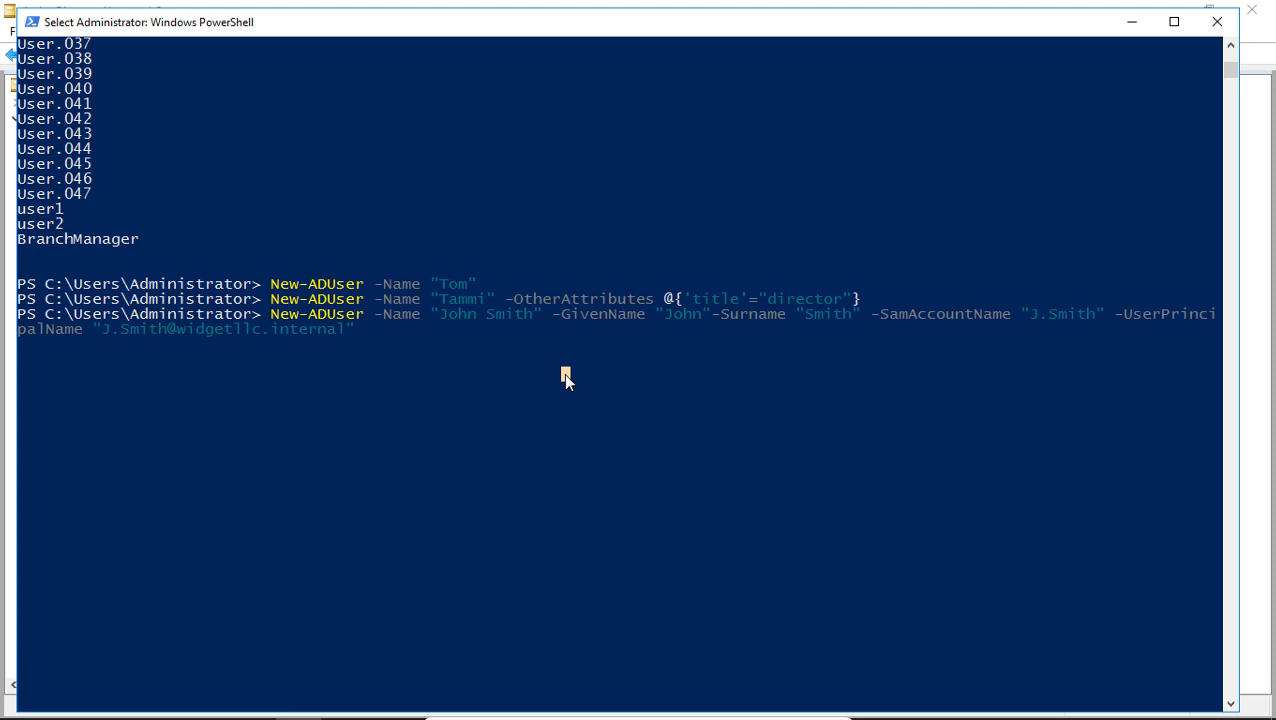 Select Administrator: Windows PowerShell
User.037
User.038
User.039
User.040
User.041
User.042
User.043
User.044
User.045
User.046
User.047
user1
user2
BranchManager
PS C:\Users\Administrator> New-ADUser -Name "Tom"
PS C:\Users\Administrator> New-ADUser -Name "Tammi" -OtherAttributes @{'title'="director"}
PS C:\Users\Administrator> New-ADUser -Name "John Smith" -GivenName "John"-Surname "Smith" -SamAccountName "J.Smith" -UserPrinci
palName "J.Smith@widgetllc.internal"